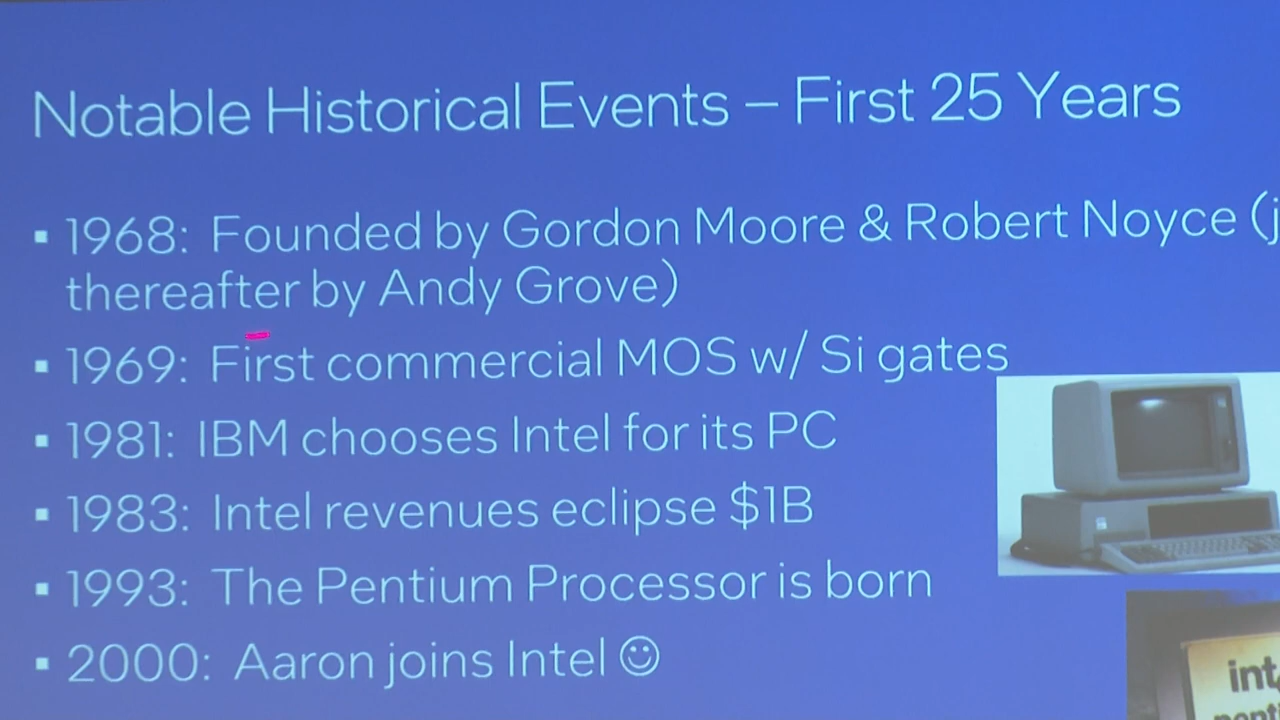 Notable Historical Events – First 25 Years
▪ 1968: Founded by Gordon Moore & Robert Noyce (
thereafter by Andy Grove)
▪ 1969: First commercial MOS w/ Si gates
▪ 1981: IBM chooses Intel for its PC
▪ 1983: Intel revenues eclipse $1B
▪ 1993: The Pentium Processor is born
▪ 2000: Aaron joins Intel ☺